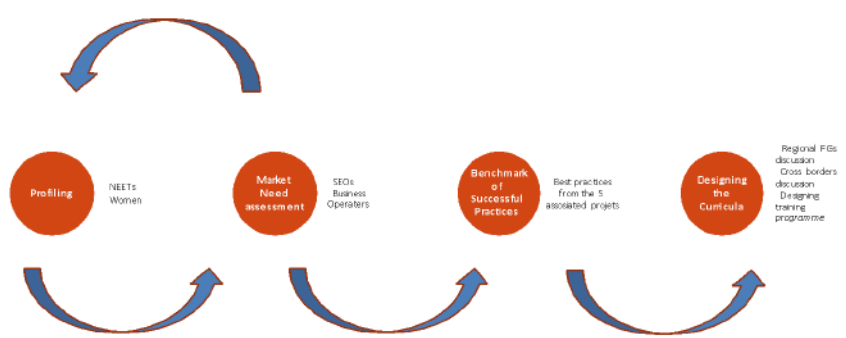 Profiling
NEETs
Women
Market
Need
assessment
SEOs
Business
Operaters
Benchmark
of
Successful
Practices
Best practices
from the 5
assosiated projets
Designing
the
Curricula
Regional FGs
discussion
Cross borders
discussion
Designing
training
programme